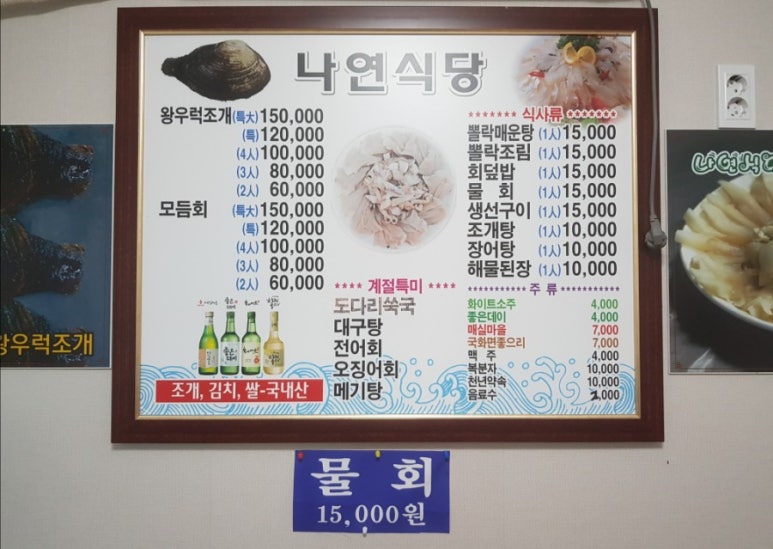 나연식당
왕우럭조개 (특大) 150,000
(특) 120,000
(4人) 100,000
(3人) 80,000
(2人) 60,000
모듬회 (특大) 150,000
(특) 120,000
(4人) 100,000
(3人) 80,000
(2人) 60,000
조개, 김치, 쌀-국내산
**** 계절특미 ****
도다리쑥국
대구탕
전어회
오징어회
메기탕
******* 식사류 *******
뽈락매운탕 (1人) 15,000
뽈락조림 (1人) 15,000
회덮밥 (1人) 15,000
물 회 (1人) 15,000
생선구이 (1人) 15,000
조개탕 (1人) 10,000
장어탕 (1人) 10,000
해물된장 (1人) 10,000
*********** 주 류 ***********
화이트소주 4,000
좋은데이 4,000
매실마을 7,000
국화면좋으리 7,000
맥 주 4,000
복분자 10,000
천년약속 10,000
음료수 2,000
왕우럭조개
나연식
물 회
15,000원